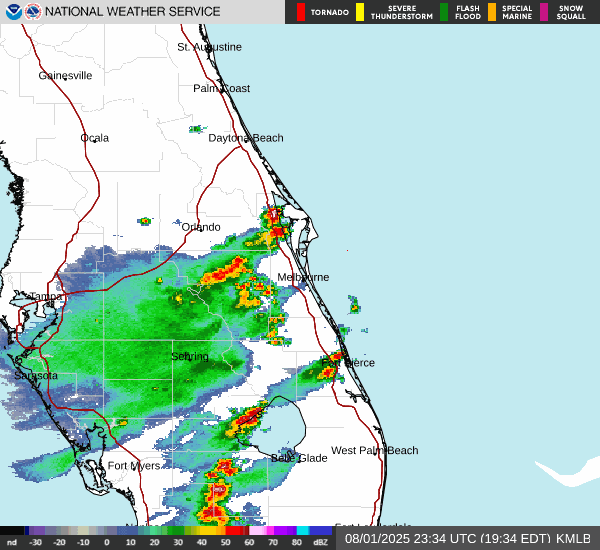 NATIONAL WEATHER SERVICE
TORNADO
SEVERE
THUNDERSTORM
FLASH
FLOOD
SPECIAL
MARINE
SNOW
SQUALL
St. Augustine
Gainesville
Palm Coast
Ocala
Daytona Beach
Orlando
Melbourne
Tampa
Sebring
Fort Pierce
Sarasota
West Palm Beach
Belle Glade
Fort Myers
Fort Lauderdale
nd -30 -20 -10 0 10 20 30 40 50 60 70 80 dBZ
08/01/2025 23:34 UTC (19:34 EDT) KMLB